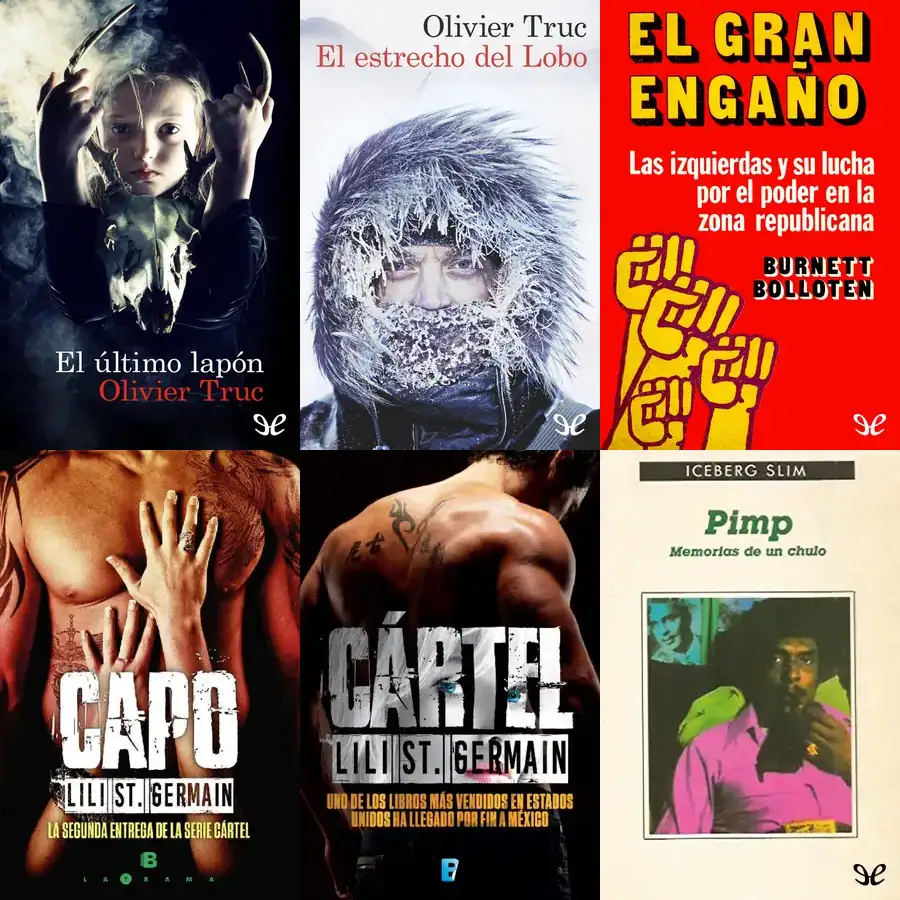 El último lapón
Olivier Truc
Olivier Truc
El estrecho del Lobo
EL GRAN
ENGAÑO
Las izquierdas y su lucha
por el poder en la
zona republicana
BURNETT
BOLLOTEN
CAPO
LILI ST. GERMAIN
LA SEGUNDA ENTREGA DE LA SERIE CÁRTEL
B
LA TRAMA
CÁRTEL
LILI ST. GERMAIN
UNO DE LOS LIBROS MÁS VENDIDOS EN ESTADOS
UNIDOS HA LLEGADO POR FIN A MÉXICO
B
ICEBERG SLIM
Pimp
Memorias de un chulo